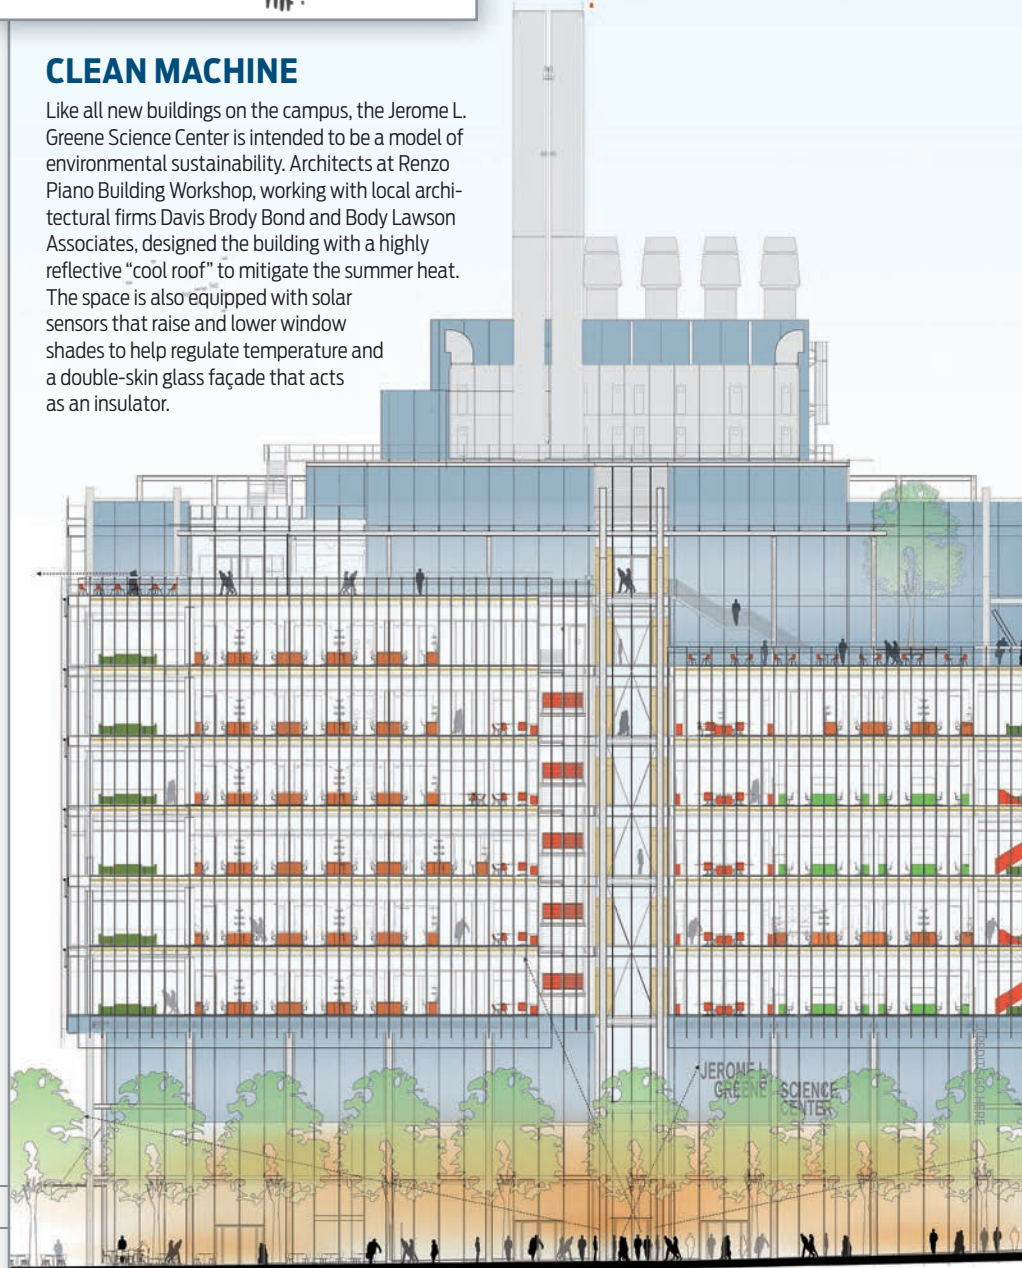 CLEAN MACHINE
Like all new buildings on the campus, the Jerome L.
Greene Science Center is intended to be a model of
environmental sustainability. Architects at Renzo
Piano Building Workshop, working with local archi-
tectural firms Davis Brody Bond and Body Lawson
Associates, designed the building with a highly
reflective “cool roof” to mitigate the summer heat.
The space is also equipped with solar
sensors that raise and lower window
shades to help regulate temperature and
a double-skin glass façade that acts
as an insulator.
JEROME L.
GREENE SCIENCE
CENTER
CREDIT GO HERE